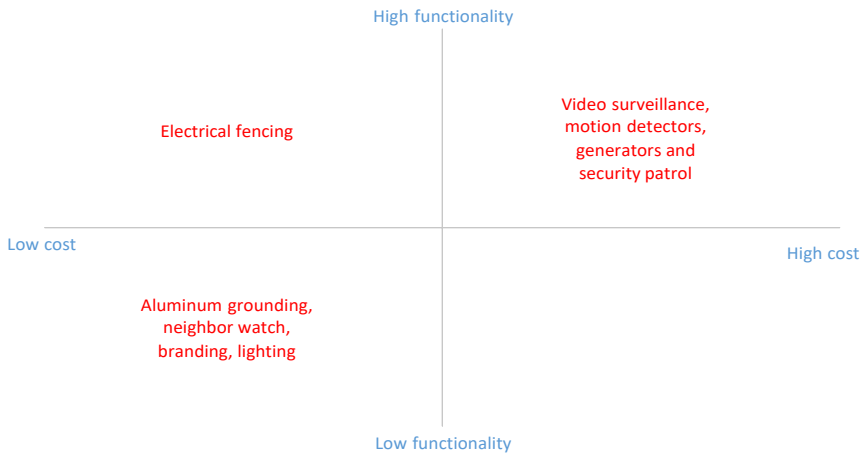 High functionality
Video surveillance,
motion detectors,
generators and
security patrol
Electrical fencing
Low cost
High cost
Aluminum grounding,
neighbor watch,
branding, lighting
Low functionality